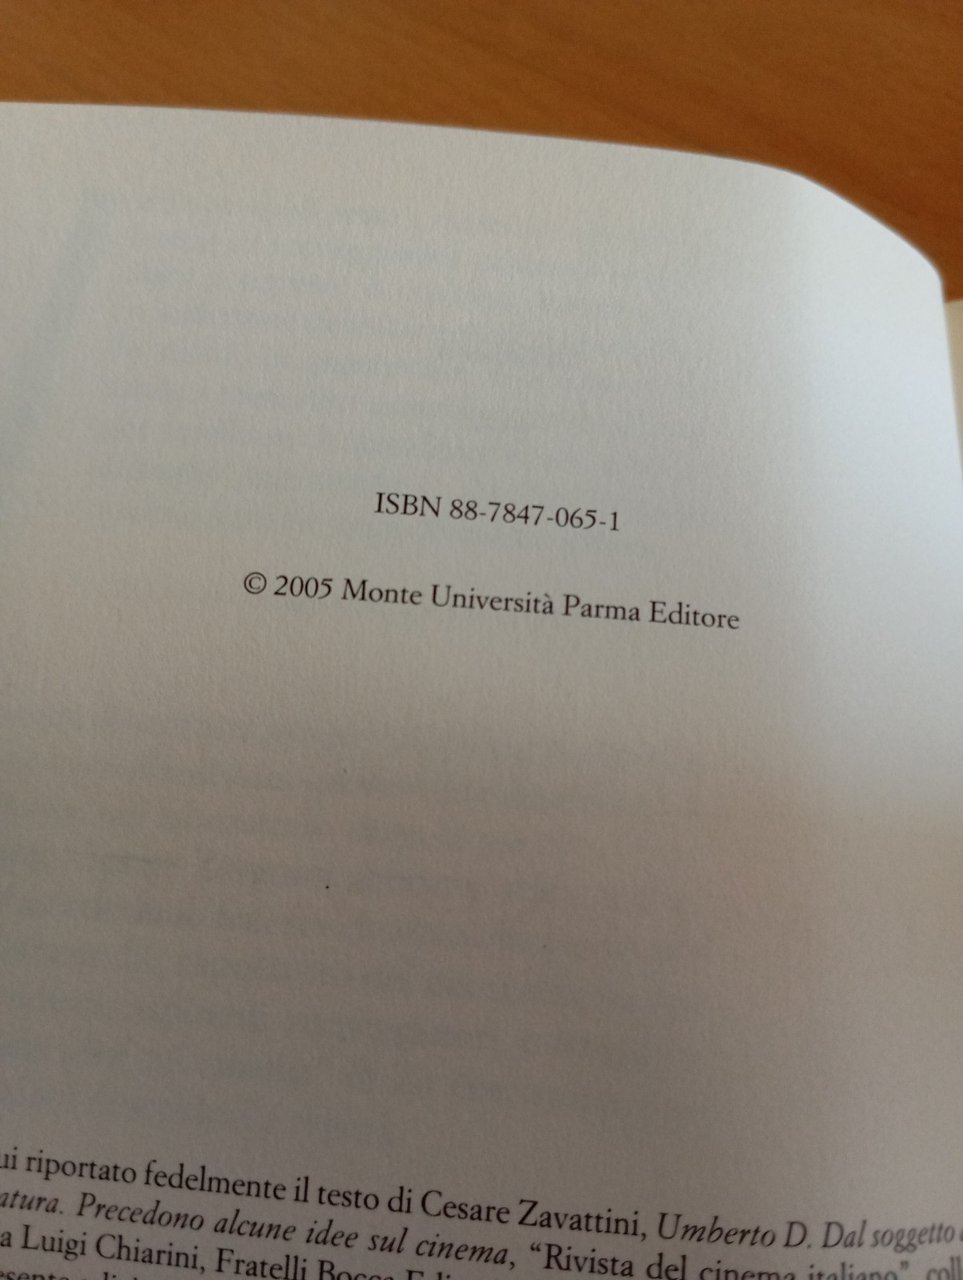 ISBN 88-7847-065-1
© 2005 Monte Università Parma Editore
riportato fedelmente il testo di Cesare Zavattini, Umberto D. Dal soggetto
Precedono alcune idee sul cinema, “Rivista del cinema italiano”,
Luigi Chiarini, Fratelli Bocca